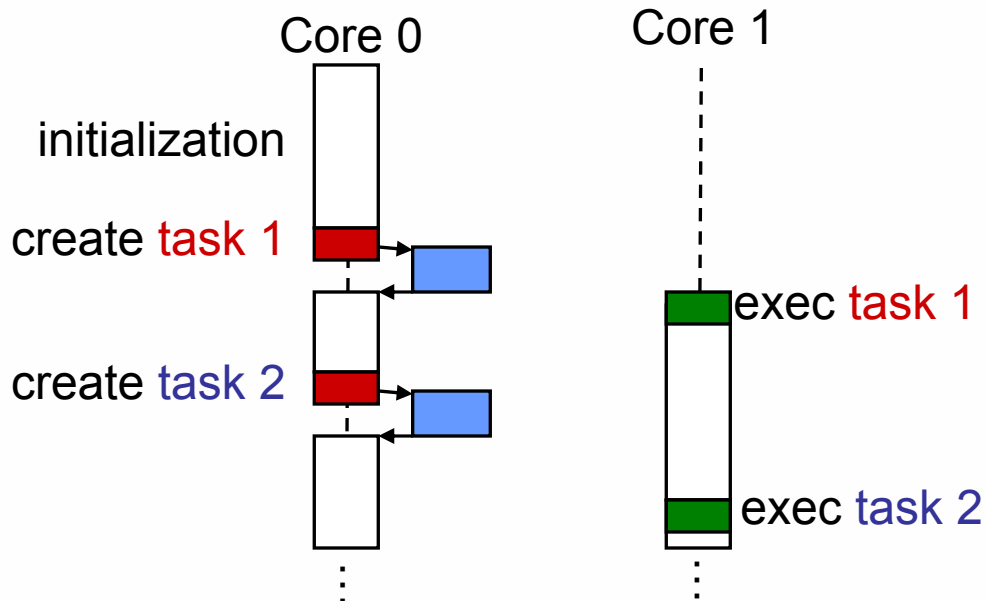 Core 0
Core 1
initialization
create task 1
exec task 1
create task 2
exec task 2